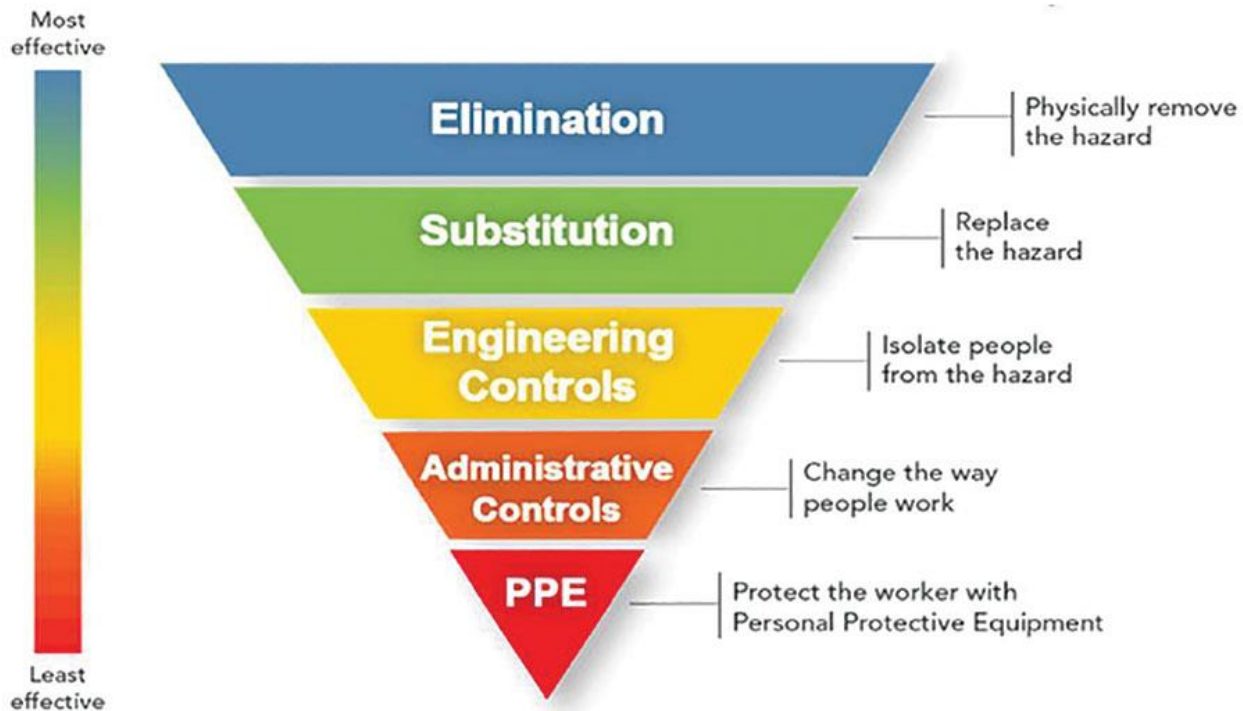 Most
effective
Elimination
Physically remove
the hazard
Substitution
Replace
the hazard
Engineering
Controls
Isolate people
from the hazard
Administrative
Controls
Change the way
people work
PPE
Protect the worker with
Personal Protective Equipment
Least
effective